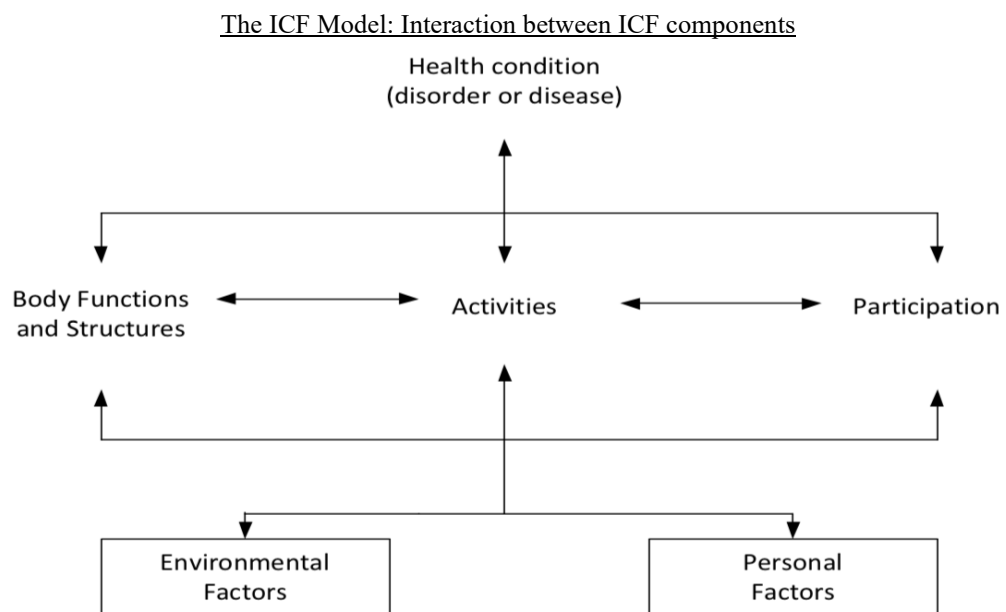 The ICF Model: Interaction between ICF components
Health condition
(disorder or disease)
Body Functions
and Structures
Activities
Participation
Environmental
Factors
Personal
Factors